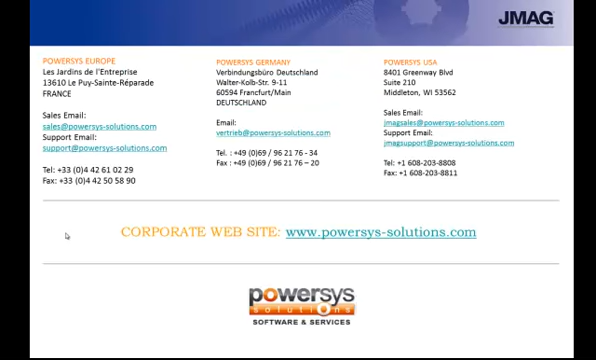 JMAG
POWERSYS EUROPE
Les Jardins de l'Entreprise
13610 Le Puy-Sainte-Réparade
FRANCE
Sales Email:
sales@powersys-solutions.com
Support Email:
support@powersys-solutions.com
Tel: +33 (0)4 42 61 02 29
Fax: +33 (0)4 42 50 58 90
POWERSYS GERMANY
Verbindungsbüro Deutschland
Walter-Kolb-Str. 9-11
60594 Francfurt/Main
DEUTSCHLAND
Email:
vertrieb@powersys-solutions.com
Tel. : +49 (0)69 / 96 21 76 - 34
Fax : +49 (0)69 / 96 21 76 – 20
POWERSYS USA
8401 Greenway Blvd
Suite 210
Middleton, WI 53562
Sales Email:
jmagsales@powersys-solutions.com
Support Email:
jmagsupport@powersys-solutions.com
Tel: +1 608-203-8808
Fax: +1 608-203-8811
CORPORATE WEB SITE: www.powersys-solutions.com
powersys
solutions
SOFTWARE & SERVICES